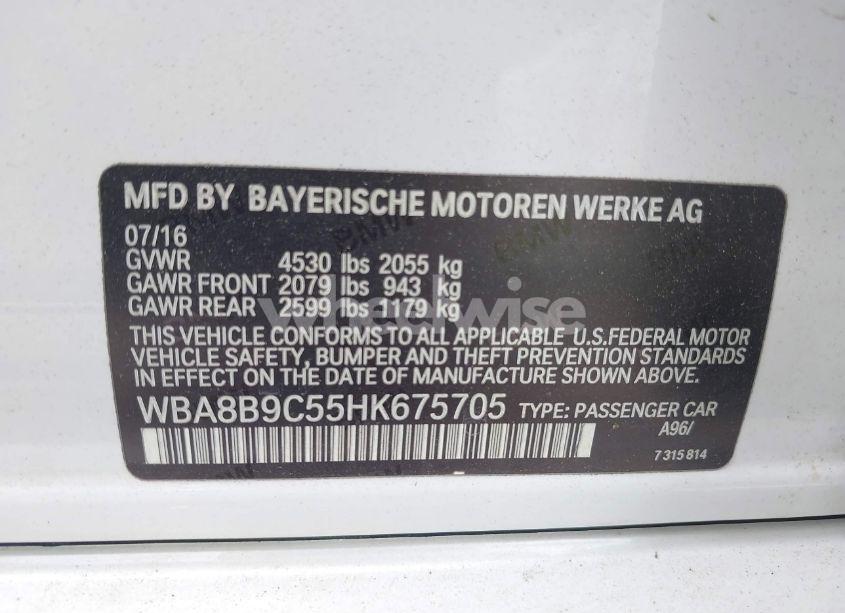 MFD BY BAYERISCHE MOTOREN WERKE AG
07/16
GVWR 4530 lbs 2055 kg
GAWR FRONT 2079 lbs 943 kg
GAWR REAR 2599 lbs 1179 kg
wheelwise
THIS VEHICLE CONFORMS TO ALL APPLICABLE U.S.FEDERAL MOTOR
VEHICLE SAFETY, BUMPER AND THEFT PREVENTION STANDARDS
IN EFFECT ON THE DATE OF MANUFACTURE SHOWN ABOVE.
WBA8B9C55HK675705 TYPE: PASSENGER CAR
A96/
7 315 814